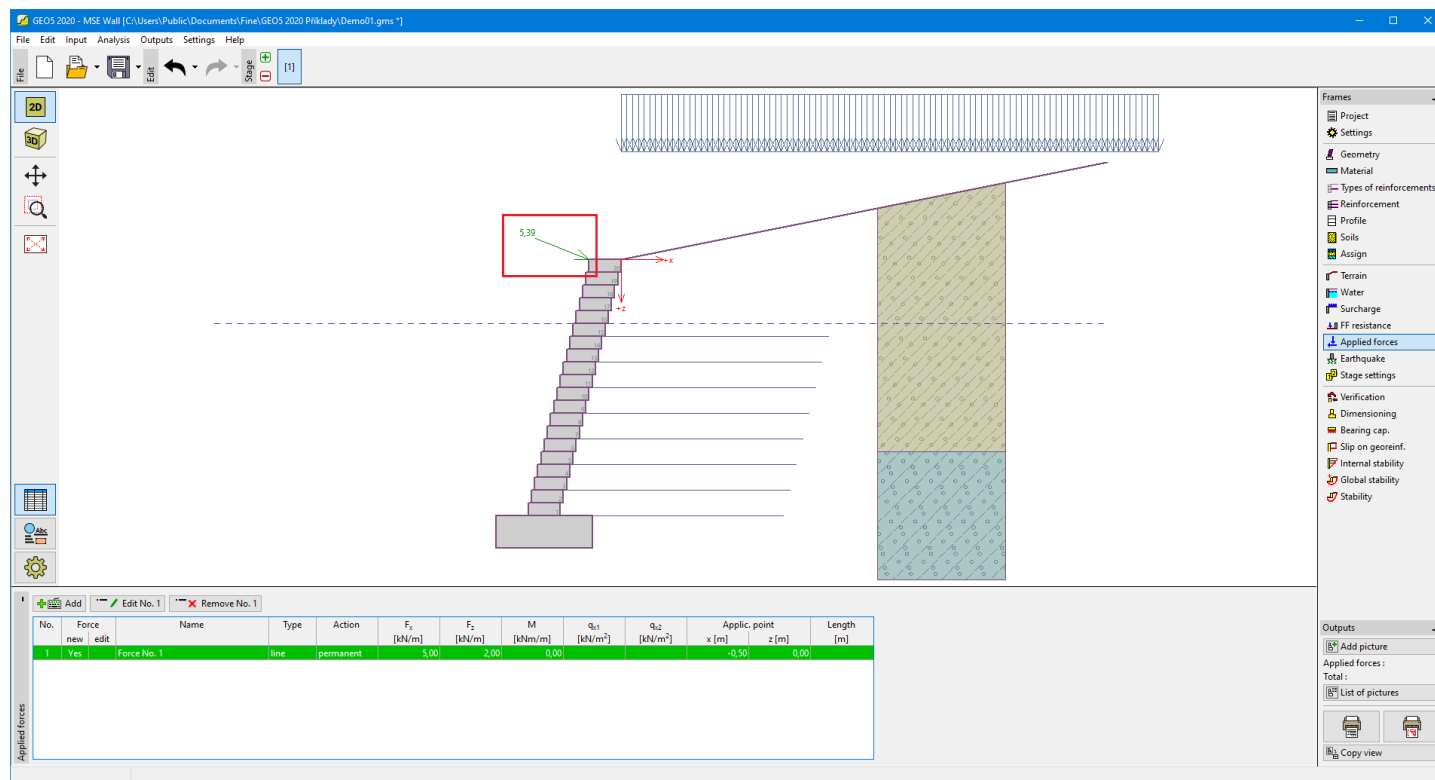 GEO5 2020 - MSE Wall [C:\Users\Public\Documents\Fine\GEO5 2020 Příklady\Demo01.gms *]
File Edit Input Analysis Outputs Settings Help
File
Edit
Stage
[1]
2D
3D
5,39
+x
+z
Abc
Frames
Project
Settings
Geometry
Material
Types of reinforcements
Reinforcement
Profile
Soils
Assign
Terrain
Water
Surcharge
FF resistance
Applied forces
Earthquake
Stage settings
Verification
Dimensioning
Bearing cap.
Slip on georeinf.
Internal stability
Global stability
Stability
Add Edit No. 1 Remove No. 1
No. Force Name Type Action Fx Fz M qx1 qx2 Applic. point Length
new edit [kN/m] [kN/m] [kNm/m] [kN/m²] [kN/m²] x [m] z [m] [m]
1 Yes Force No. 1 line permanent 5,00 2,00 0,00 -0,50 0,00
Applied forces
Outputs
Add picture
Applied forces :
Total :
List of pictures
Copy view